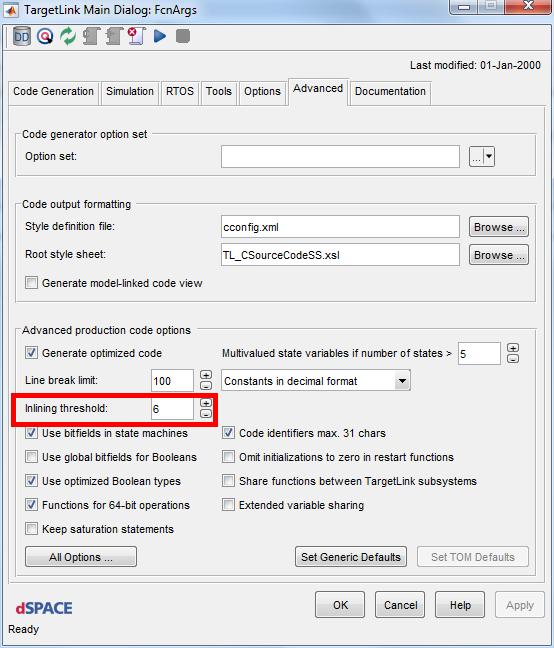 TargetLink Main Dialog: FcnArgs
DD
Last modified: 01-Jan-2000
Code Generation Simulation RTOS Tools Options Advanced Documentation
Code generator option set
Option set: ...
Code output formatting
Style definition file: cconfig.xml Browse ...
Root style sheet: TL_CSourceCodeSS.xsl Browse ...
Generate model-linked code view
Advanced production code options
Generate optimized code Multivalued state variables if number of states > 5
Line break limit: 100 Constants in decimal format
Inlining threshold: 6
Use bitfields in state machines Code identifiers max. 31 chars
Use global bitfields for Booleans Omit initializations to zero in restart functions
Use optimized Boolean types Share functions between TargetLink subsystems
Functions for 64-bit operations Extended variable sharing
Keep saturation statements
All Options ... Set Generic Defaults Set TOM Defaults
dSPACE OK Cancel Help Apply
Ready